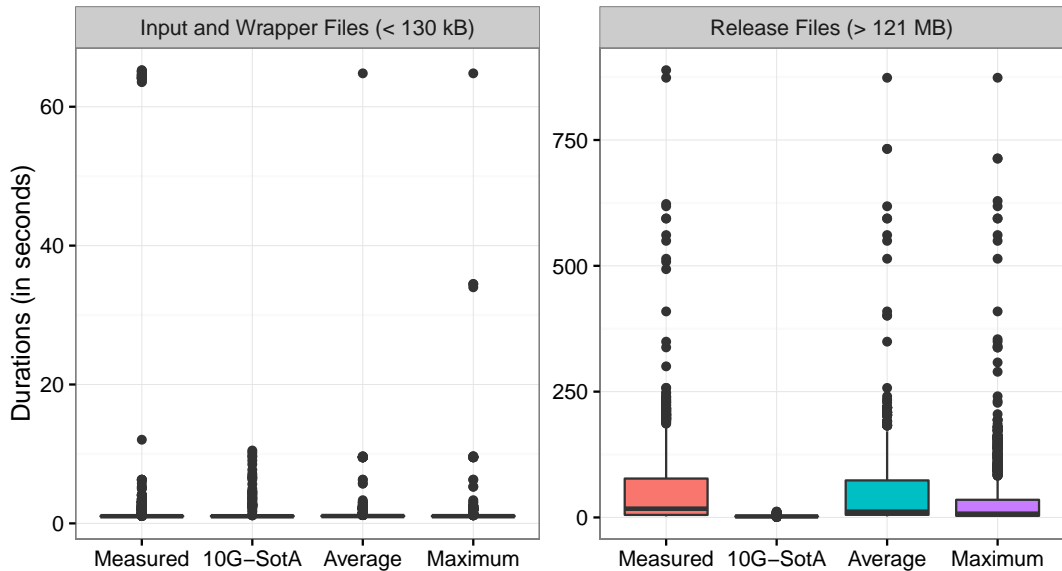 Input and Wrapper Files (< 130 kB)
Release Files (> 121 MB)
Durations (in seconds)
60
40
20
0
750
500
250
0
Measured 10G−SotA Average Maximum
Measured 10G−SotA Average Maximum